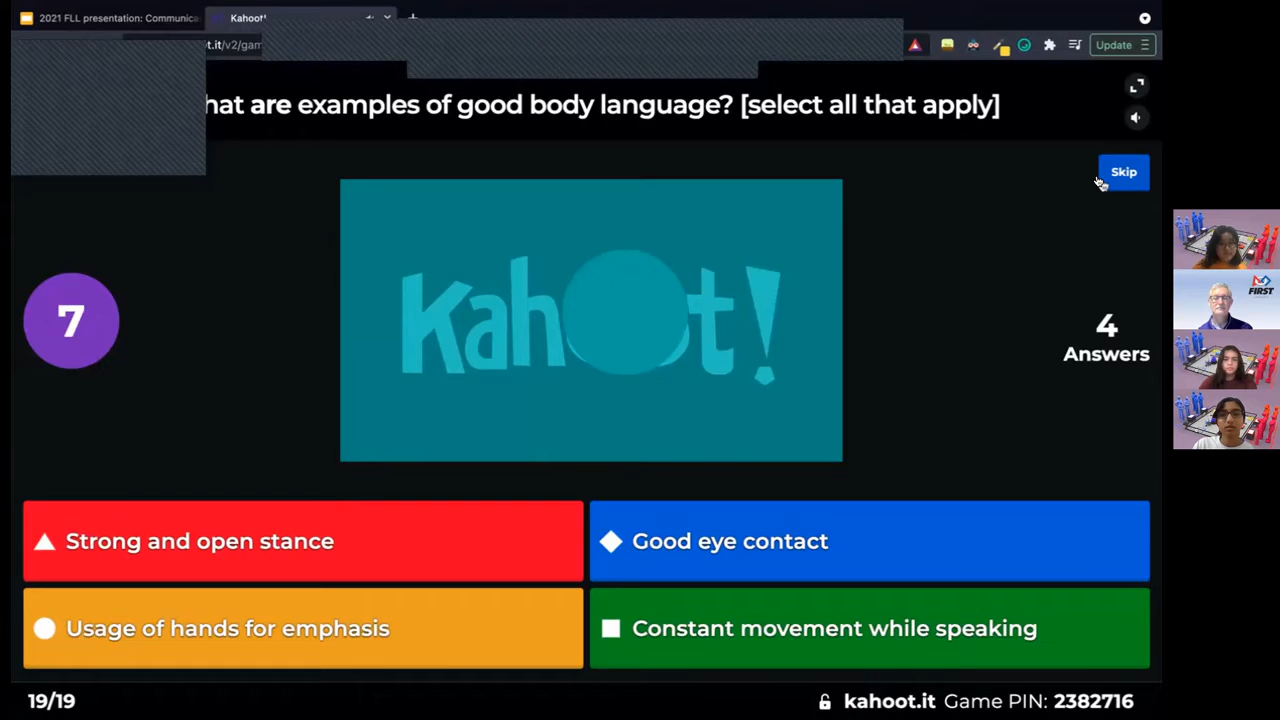 2021 FLL presentation: Communica
Kahoot!
ot.it/v2/gam
Update
hat are examples of good body language? [select all that apply]
Skip
Kahoot!
7
4
Answers
FIRST
Strong and open stance
Good eye contact
Usage of hands for emphasis
Constant movement while speaking
19/19
kahoot.it Game PIN: 2382716